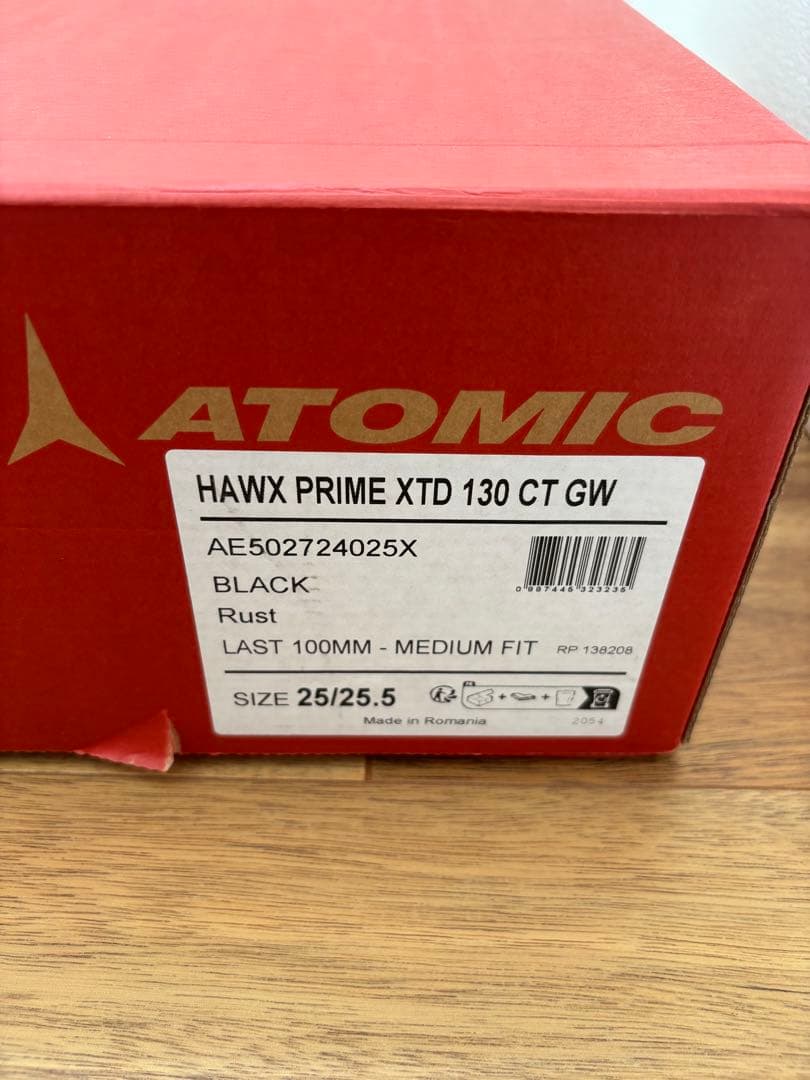 ATOMIC
HAWX PRIME XTD 130 CT GW
AE502724025X
BLACK
Rust
LAST 100MM - MEDIUM FIT RP 138208
SIZE 25/25.5
Made in Romania 2054